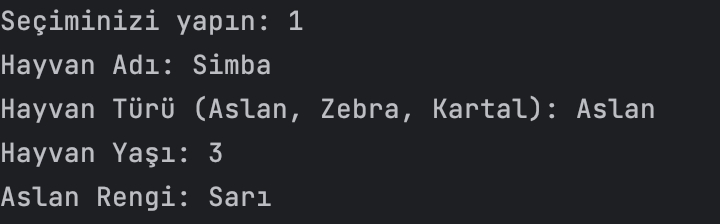 Seçiminizi yapın: 1
Hayvan Adı: Simba
Hayvan Türü (Aslan, Zebra, Kartal): Aslan
Hayvan Yaşı: 3
Aslan Rengi: Sarı